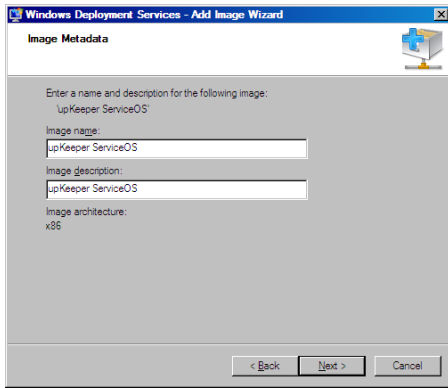 Windows Deployment Services - Add Image Wizard
Image Metadata
Enter a name and description for the following image:
'upKeeper ServiceOS'
Image name:
upKeeper ServiceOS
Image description:
upKeeper ServiceOS
Image architecture:
x86
< Back Next > Cancel